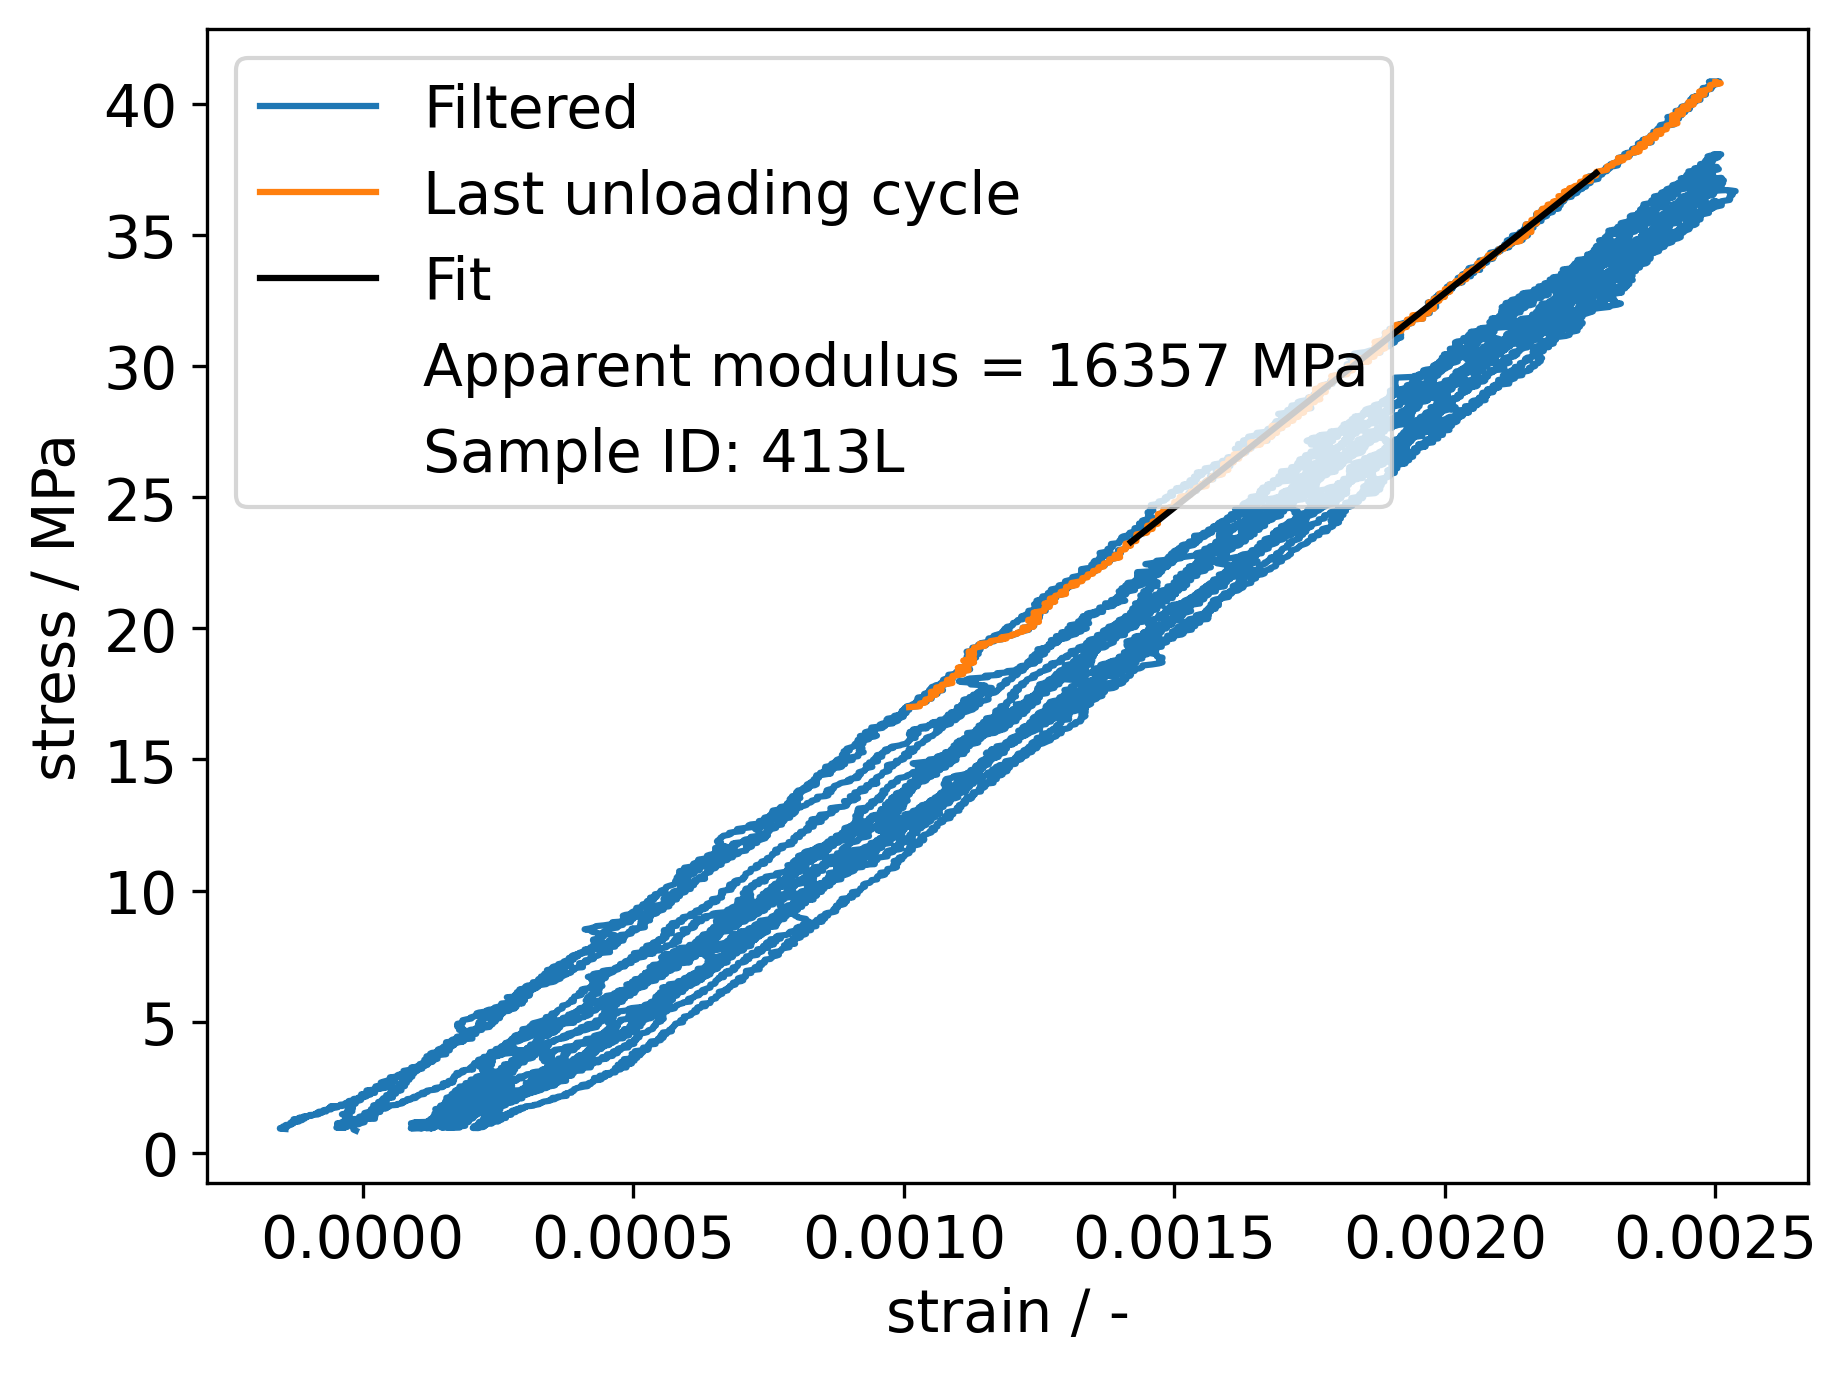 Filtered
Last unloading cycle
Fit
Apparent modulus = 16357 MPa
Sample ID: 413L
40
35
30
25
20
15
10
5
0
stress / MPa
0.0000 0.0005 0.0010 0.0015 0.0020 0.0025
strain / -